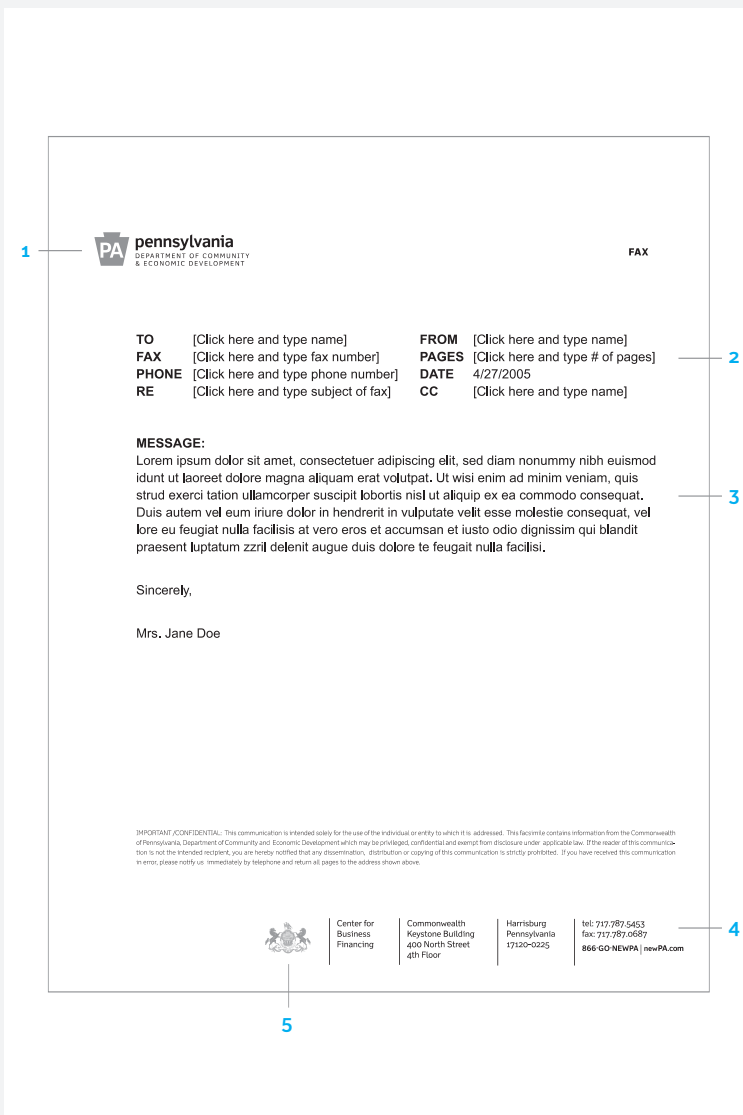 1
PA
pennsylvania
DEPARTMENT OF COMMUNITY
& ECONOMIC DEVELOPMENT
FAX
TO [Click here and type name] FROM [Click here and type name]
FAX [Click here and type fax number] PAGES [Click here and type # of pages]
2
PHONE [Click here and type phone number] DATE 4/27/2005
RE [Click here and type subject of fax] CC [Click here and type name]
MESSAGE:
Lorem ipsum dolor sit amet, consectetuer adipiscing elit, sed diam nonummy nibh euismod
idunt ut laoreet dolore magna aliquam erat volutpat. Ut wisi enim ad minim veniam, quis
strud exerci tation ullamcorper suscipit lobortis nisl ut aliquip ex ea commodo consequat.
3
Duis autem vel eum iriure dolor in hendrerit in vulputate velit esse molestie consequat, vel
lore eu feugiat nulla facilisis at vero eros et accumsan et iusto odio dignissim qui blandit
praesent luptatum zzril delenit augue duis dolore te feugait nulla facilisi.
Sincerely,
Mrs. Jane Doe
IMPORTANT /CONFIDENTIAL: This communication is intended solely for the use of the individual or entity to which it is addressed. This facsimile contains information from the Commonwealth
of Pennsylvania, Department of Community and Economic Development which may be privileged, confidential and exempt from disclosure under applicable law. If the reader of this communica-
tion is not the intended recipient, you are hereby notified that any dissemination, distribution or copying of this communication is strictly prohibited. If you have received this communication
in error, please notify us immediately by telephone and return all pages to the address shown above.
Center for
Business
Financing
Commonwealth
Keystone Building
400 North Street
4th Floor
Harrisburg
Pennsylvania
17120-0225
tel: 717.787.5453
fax: 717.787.0687
866·GO·NEWPA | newPA.com
4
5